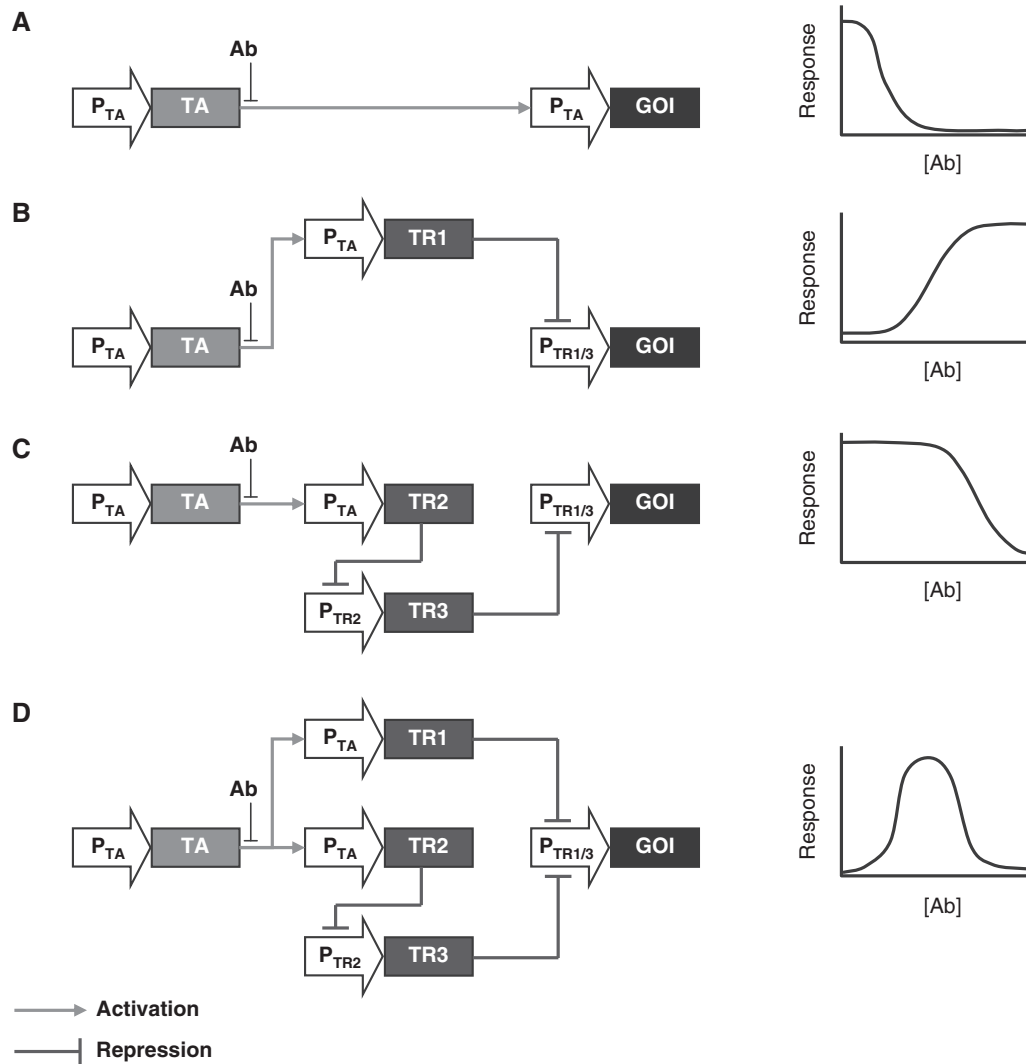 A
Ab
P_TA TA P_TA GOI
Response
[Ab]
B
P_TA TR1
Ab
P_TA TA P_TR1/3 GOI
Response
[Ab]
C
Ab
P_TA TA P_TA TR2 P_TR1/3 GOI
P_TR2 TR3
Response
[Ab]
D
P_TA TR1
Ab
P_TA TA P_TA TR2 P_TR1/3 GOI
P_TR2 TR3
Response
[Ab]
Activation
Repression